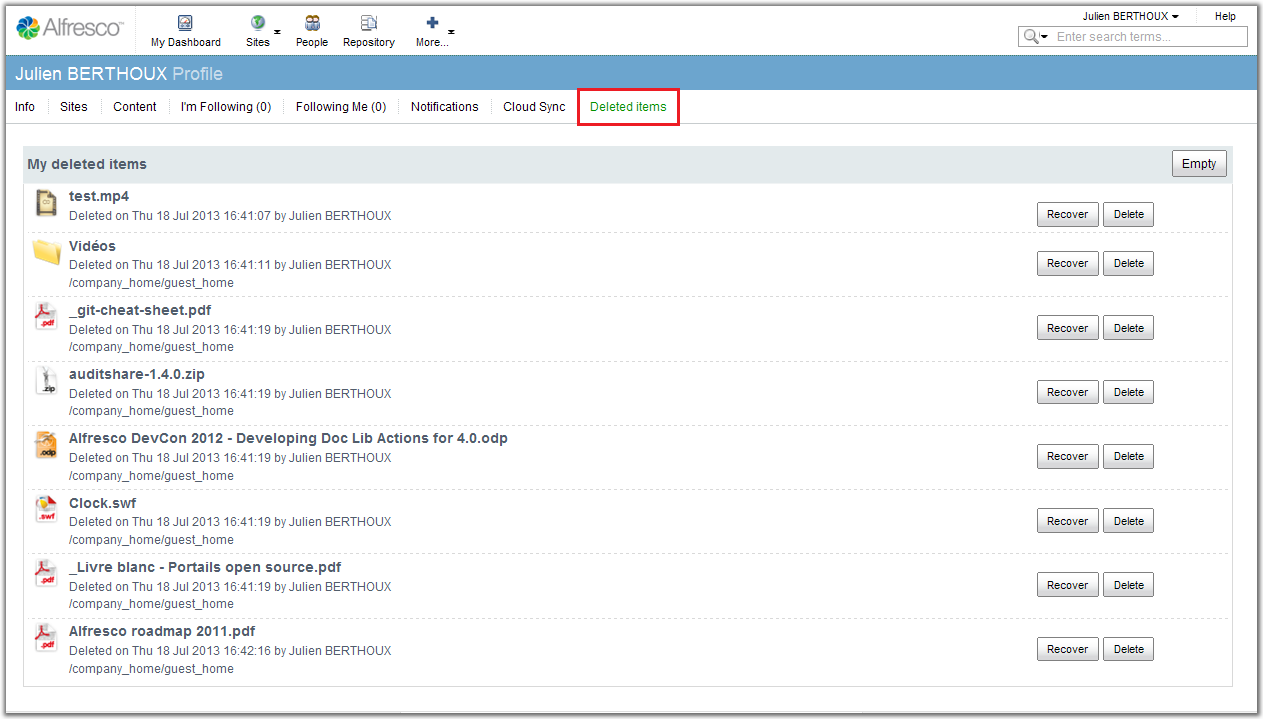 Alfresco™
My Dashboard Sites People Repository More...
Julien BERTHOUX Help
Enter search terms...
Julien BERTHOUX Profile
Info Sites Content I'm Following (0) Following Me (0) Notifications Cloud Sync Deleted items
My deleted items Empty
test.mp4
Deleted on Thu 18 Jul 2013 16:41:07 by Julien BERTHOUX
Recover Delete
Vidéos
Deleted on Thu 18 Jul 2013 16:41:11 by Julien BERTHOUX
/company_home/guest_home
Recover Delete
.pdf
_git-cheat-sheet.pdf
Deleted on Thu 18 Jul 2013 16:41:19 by Julien BERTHOUX
/company_home/guest_home
Recover Delete
.zip
auditshare-1.4.0.zip
Deleted on Thu 18 Jul 2013 16:41:19 by Julien BERTHOUX
/company_home/guest_home
Recover Delete
.odp
Alfresco DevCon 2012 - Developing Doc Lib Actions for 4.0.odp
Deleted on Thu 18 Jul 2013 16:41:19 by Julien BERTHOUX
/company_home/guest_home
Recover Delete
.swf
Clock.swf
Deleted on Thu 18 Jul 2013 16:41:19 by Julien BERTHOUX
/company_home/guest_home
Recover Delete
.pdf
_Livre blanc - Portails open source.pdf
Deleted on Thu 18 Jul 2013 16:41:19 by Julien BERTHOUX
/company_home/guest_home
Recover Delete
.pdf
Alfresco roadmap 2011.pdf
Deleted on Thu 18 Jul 2013 16:42:16 by Julien BERTHOUX
/company_home/guest_home
Recover Delete